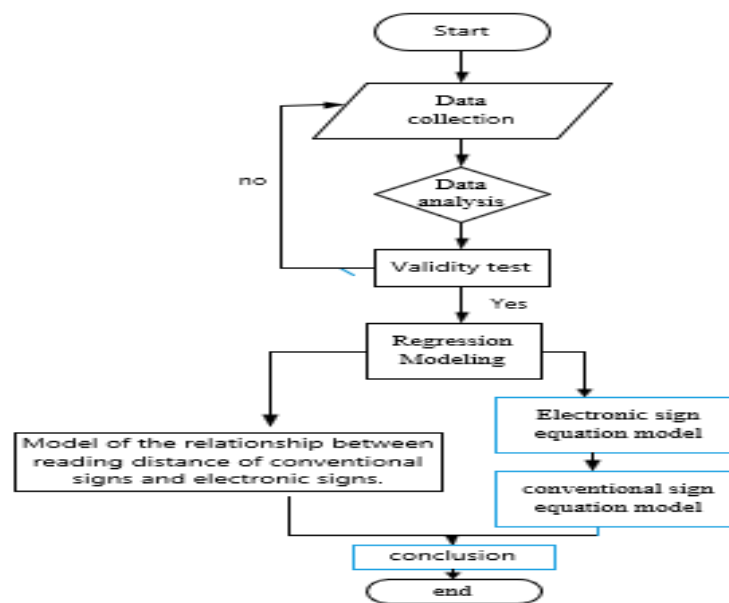 Start
Data
collection
no
Data
analysis
Validity test
Yes
Regression
Modeling
Electronic sign
equation model
Model of the relationship between
reading distance of conventional
signs and electronic signs.
conventional sign
equation model
conclusion
end